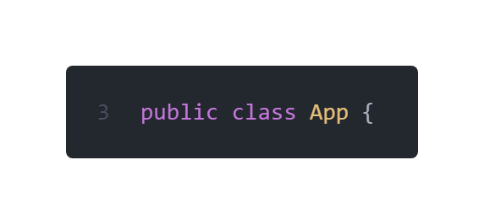 3 public class App {